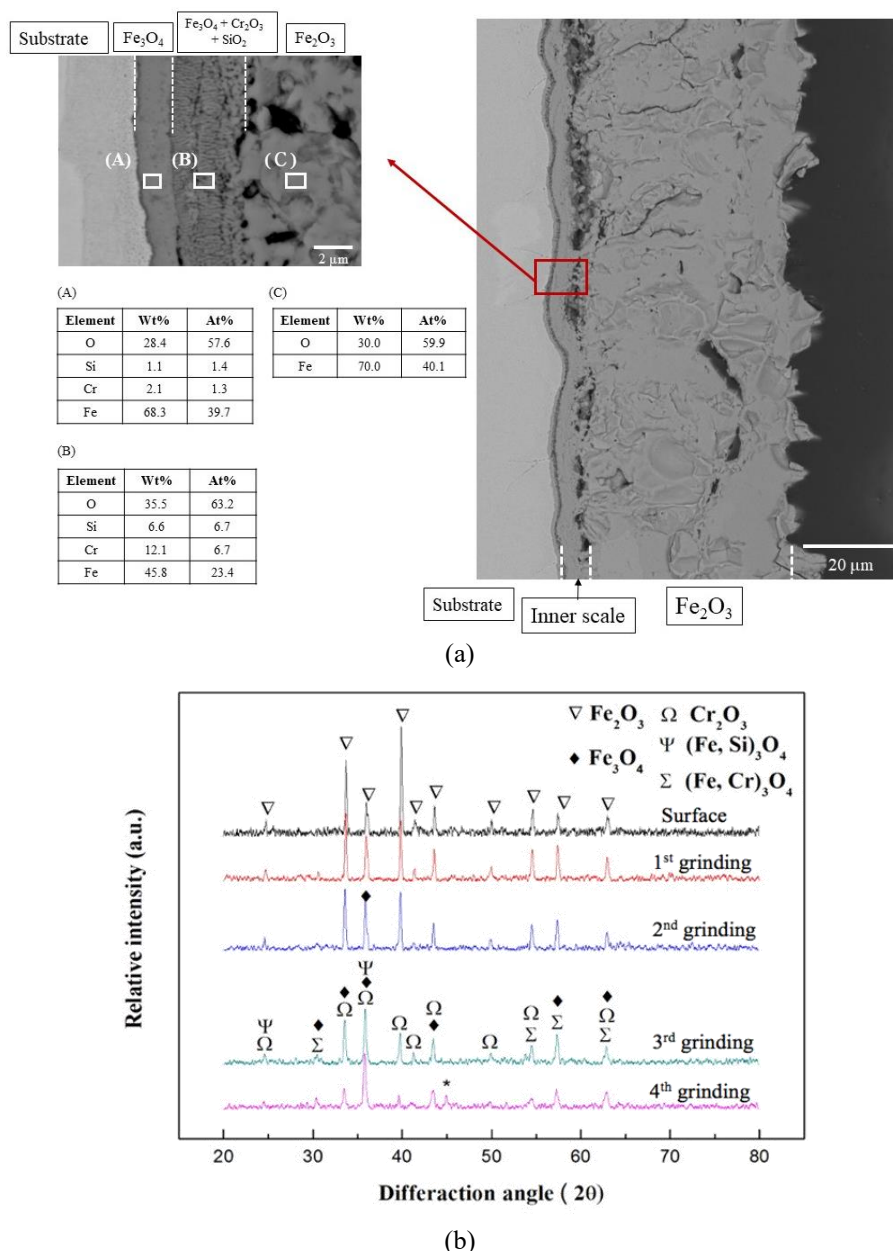 Substrate
Fe₃O₄
Fe₃O₄ + Cr₂O₃
+ SiO₂
Fe₂O₃
(A)
(B)
(C)
2 µm
(A)
Element Wt% At%
O 28.4 57.6
Si 1.1 1.4
Cr 2.1 1.3
Fe 68.3 39.7
(C)
Element Wt% At%
O 30.0 59.9
Fe 70.0 40.1
(B)
Element Wt% At%
O 35.5 63.2
Si 6.6 6.7
Cr 12.1 6.7
Fe 45.8 23.4
20 µm
Substrate
Inner scale
Fe₂O₃
(a)
▽ Fe₂O₃ Ω Cr₂O₃
♦ Fe₃O₄ Ψ (Fe, Si)₃O₄
Σ (Fe, Cr)₃O₄
Surface
1st grinding
2nd grinding
3rd grinding
4th grinding
Ψ
Ω
♦
Σ
♦
Ω
Ψ
♦
Ω
Ω
Ω
Ω
♦
Ω
Ω
Σ
♦
Σ
♦
Ω
Σ
*
Relative intensity (a.u.)
20 30 40 50 60 70 80
Differaction angle ( 2θ)
(b)